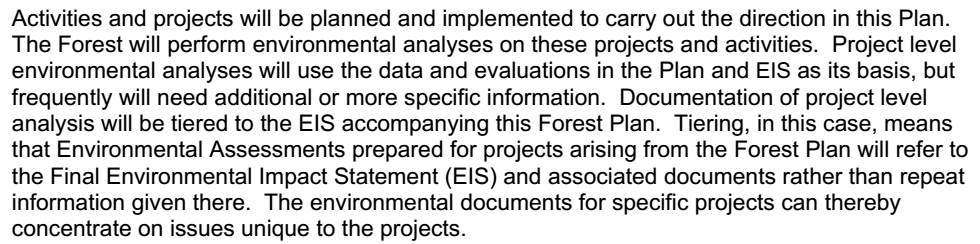 Activities and projects will be planned and implemented to carry out the direction in this Plan.
The Forest will perform environmental analyses on these projects and activities.  Project level
environmental analyses will use the data and evaluations in the Plan and EIS as its basis, but
frequently will need additional or more specific information.  Documentation of project level
analysis will be tiered to the EIS accompanying this Forest Plan.  Tiering, in this case, means
that Environmental Assessments prepared for projects arising from the Forest Plan will refer to
the Final Environmental Impact Statement (EIS) and associated documents rather than repeat
information given there.  The environmental documents for specific projects can thereby
concentrate on issues unique to the projects.